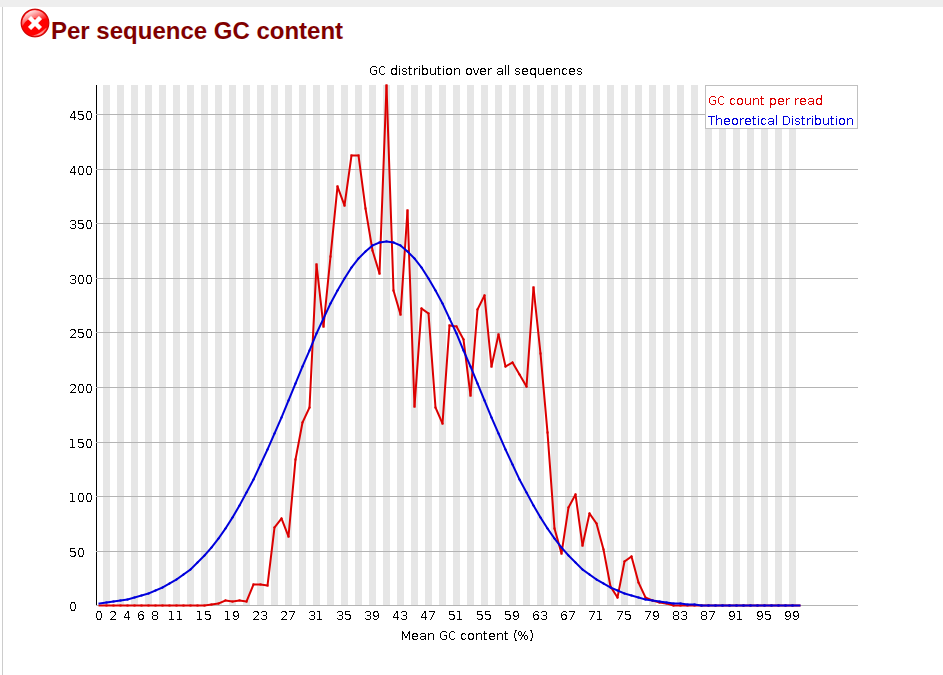 Per sequence GC content
GC distribution over all sequences
GC count per read
Theoretical Distribution
450
400
350
300
250
200
150
100
50
0
0 2 4 6 8 11 15 19 23 27 31 35 39 43 47 51 55 59 63 67 71 75 79 83 87 91 95 99
Mean GC content (%)